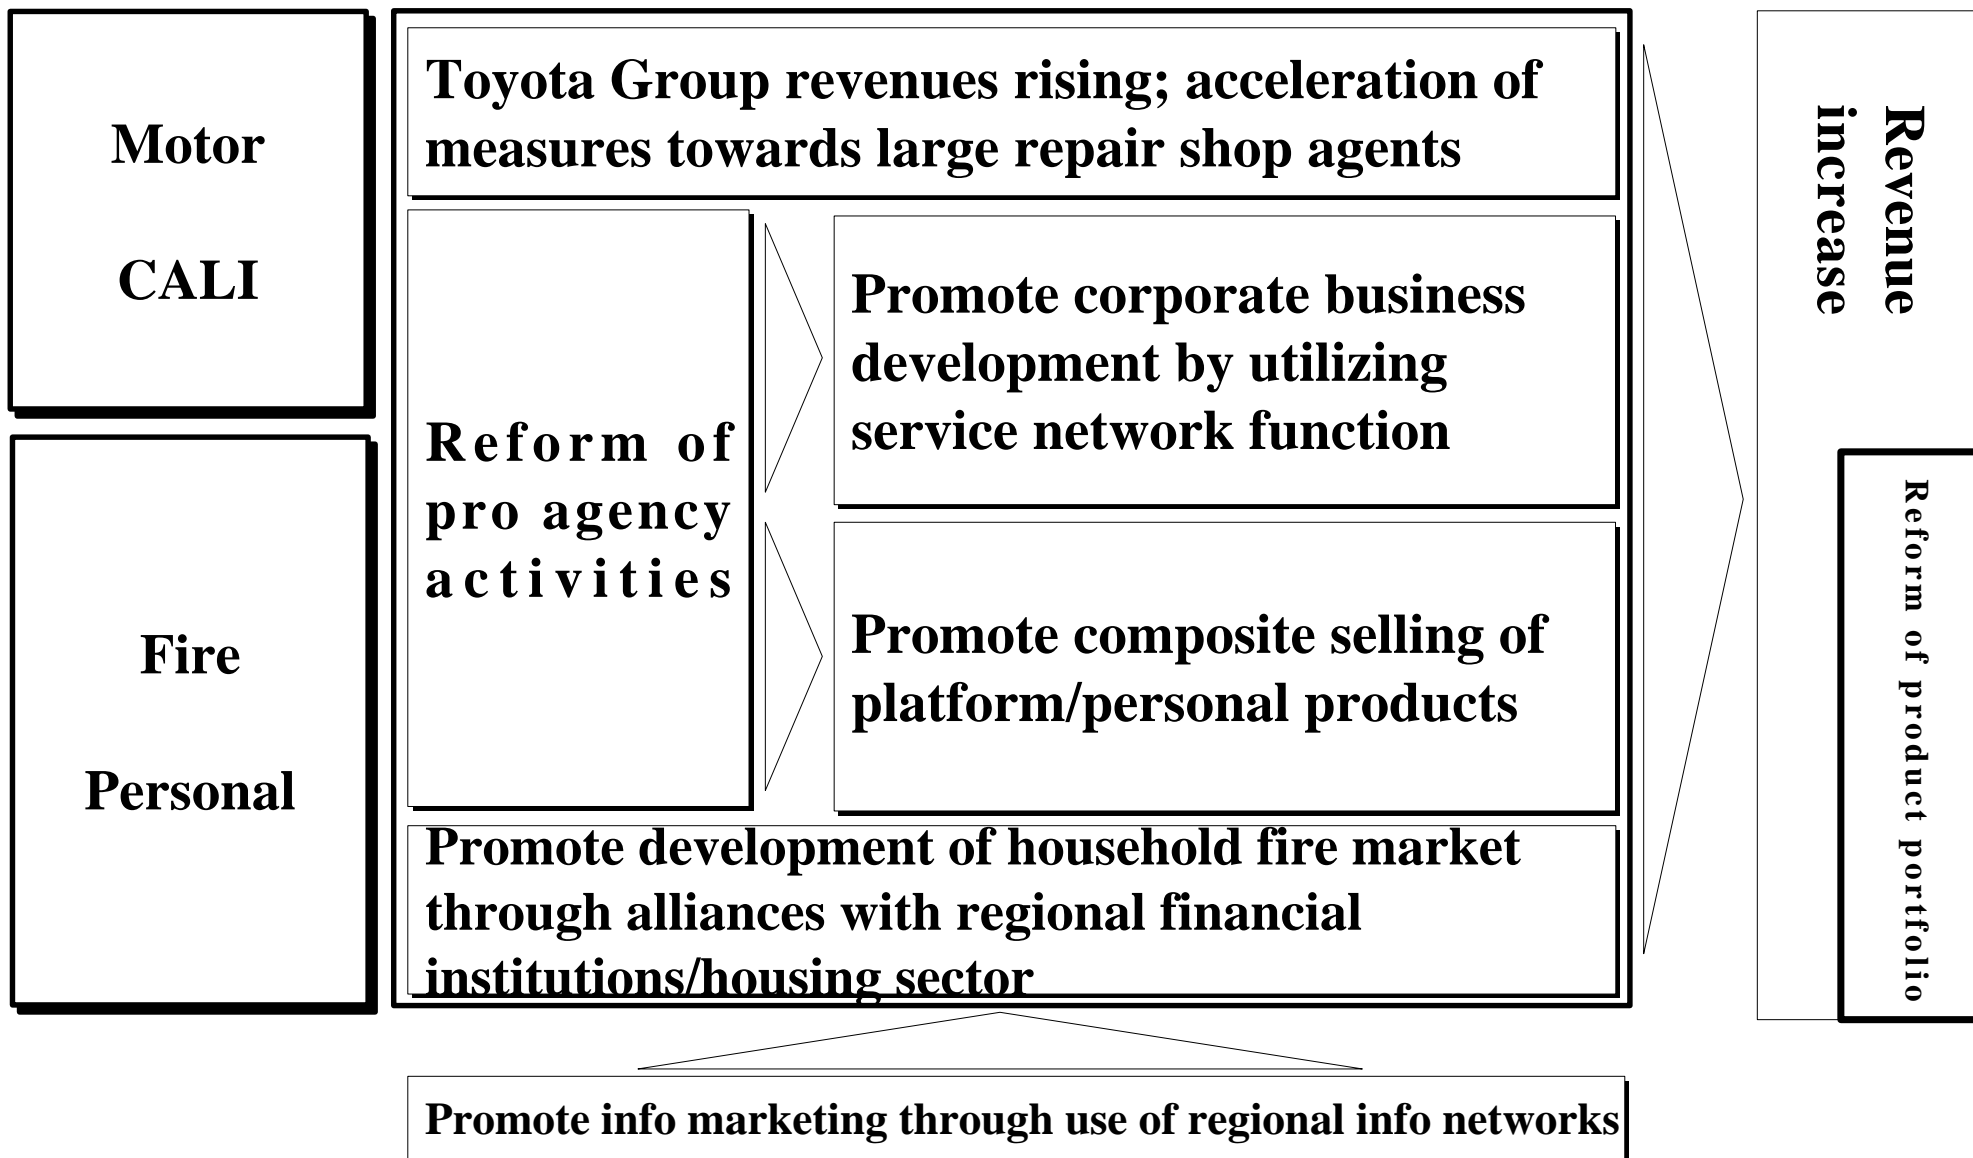 Motor
CALI
Fire
Personal
Toyota Group revenues rising; acceleration of
measures towards large repair shop agents
Reform of
pro agency
activities
Promote corporate business
development by utilizing
service network function
Promote composite selling of
platform/personal products
Promote development of household fire market
through alliances with regional financial
institutions/housing sector
Promote info marketing through use of regional info networks
Revenue
increase
Reform of product portfolio